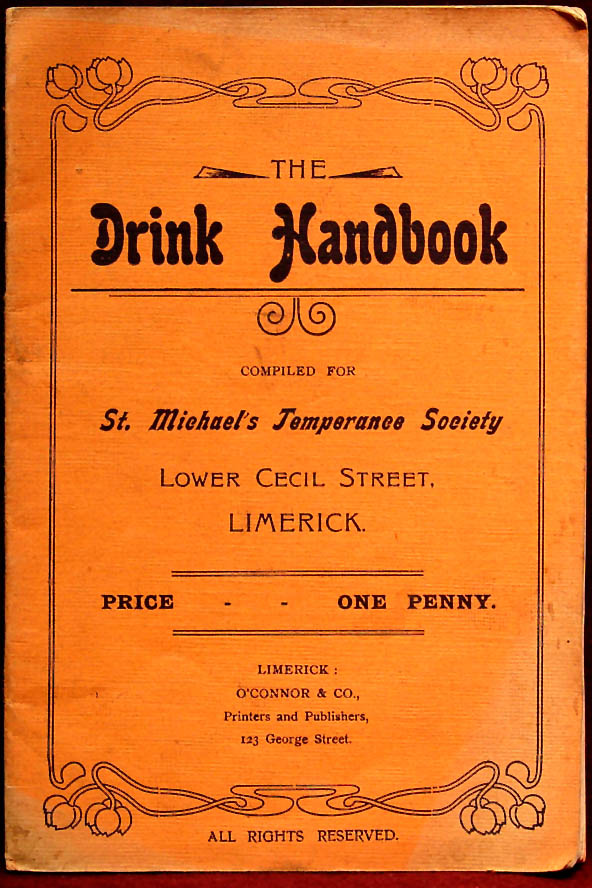 THE
Drink Handbook
COMPILED FOR
St. Michael's Temperance Society
LOWER CECIL STREET,
LIMERICK.
PRICE - - ONE PENNY.
LIMERICK :
O'CONNOR & CO.,
Printers and Publishers,
123 George Street.
ALL RIGHTS RESERVED.